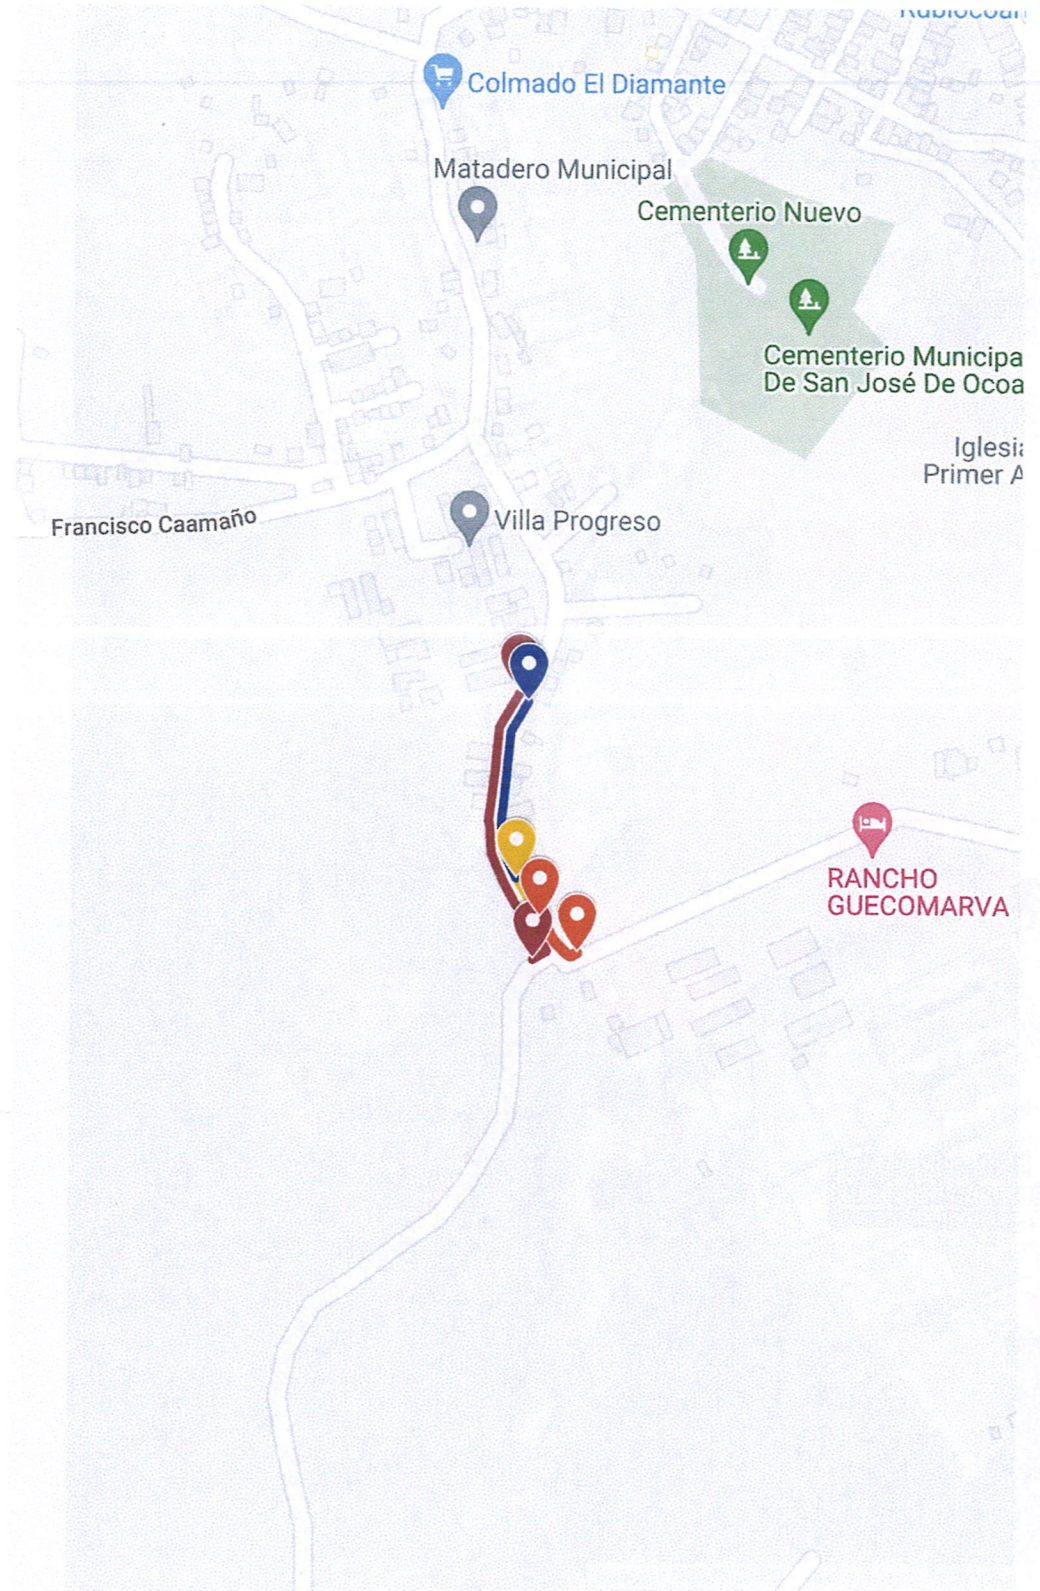 Colmado El Diamante
Matadero Municipal
Cementerio Nuevo
Cementerio Municipa
De San José De Ocoa
Iglesia
Primer A
Francisco Caamaño
Villa Progreso
RANCHO
GUECOMARVA